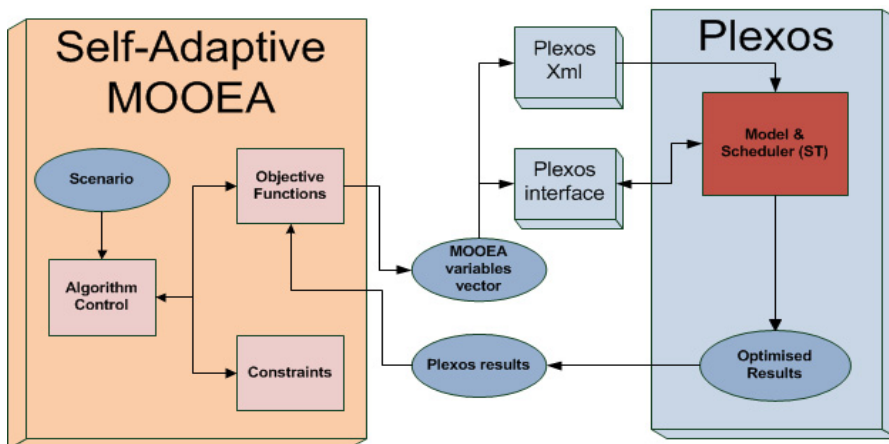 Self-Adaptive
MOOEA
Scenario
Algorithm
Control
Objective
Functions
Constraints
MOOEA
variables
vector
Plexos results
Plexos
Xml
Plexos
interface
Plexos
Model &
Scheduler (ST)
Optimised
Results